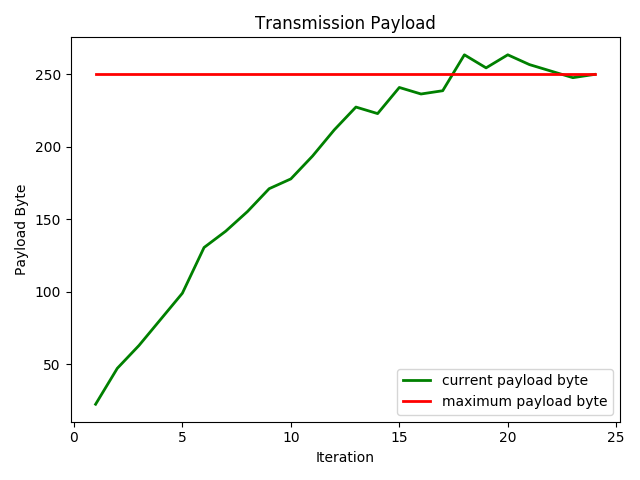 Transmission Payload
Payload Byte
250
200
150
100
50
0
5
10
15
20
25
Iteration
current payload byte
maximum payload byte